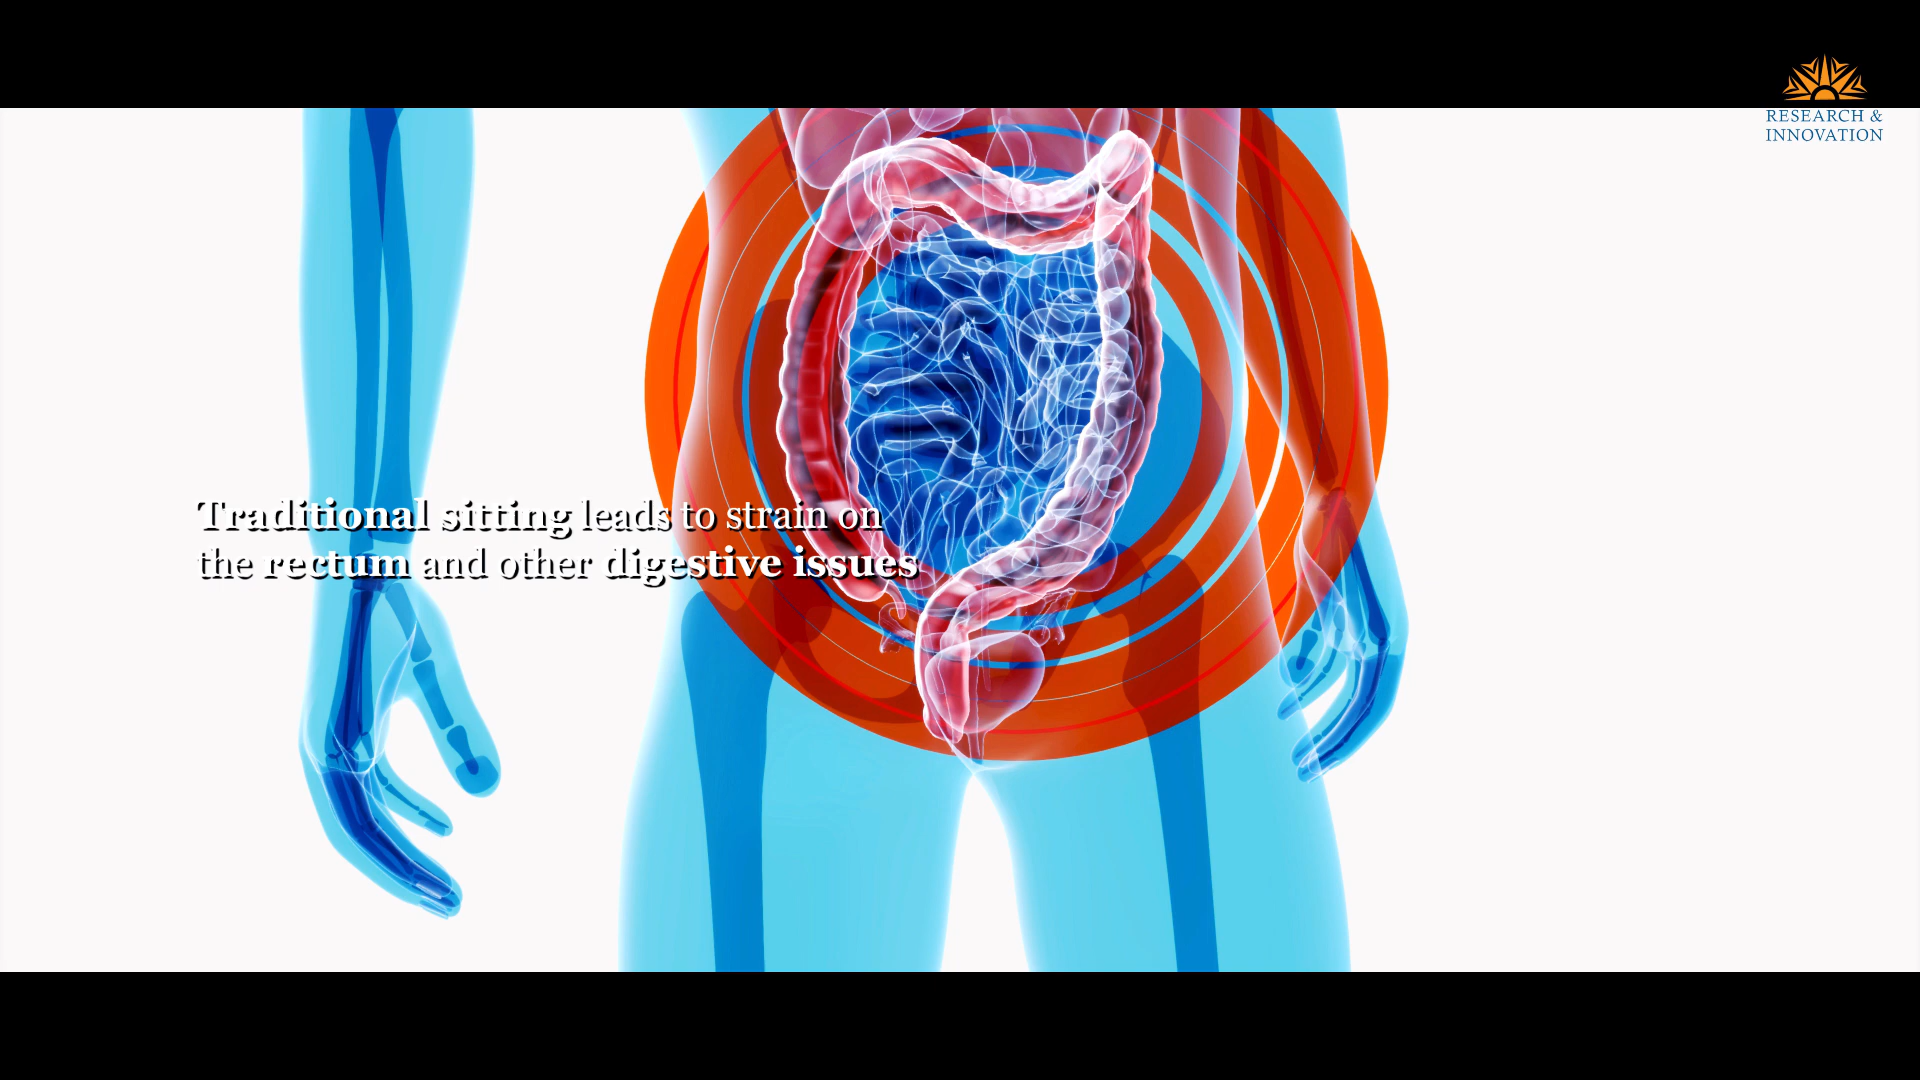 RESEARCH &
INNOVATION
Traditional sitting leads to strain on
the rectum and other digestive issues